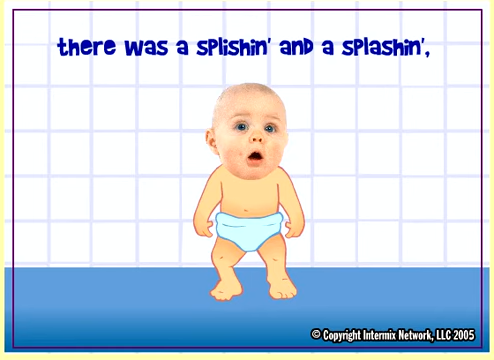 there was a splishin' and a splashin',
© Copyright Intermix Network, LLC 2005